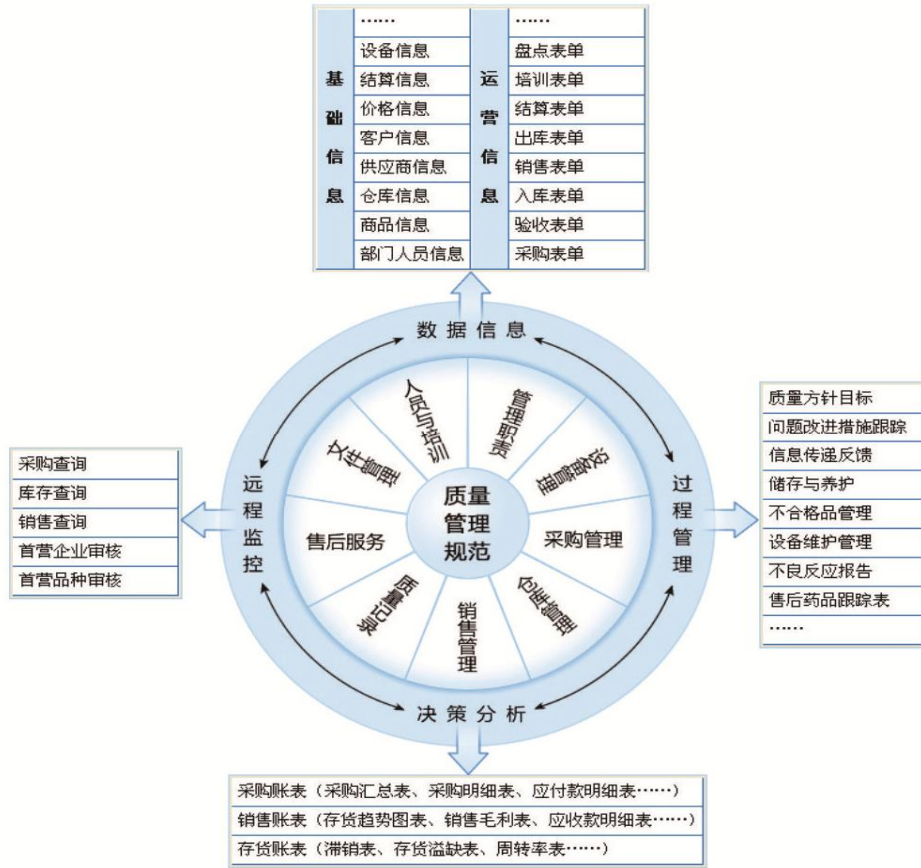 基础信息
……
设备信息
结算信息
价格信息
客户信息
供应商信息
仓库信息
商品信息
部门人员信息
运营信息
……
盘点表单
培训表单
结算表单
出库表单
销售表单
入库表单
验收表单
采购表单
数据信息
过程管理
决策分析
远程监控
质量
管理
规范
管理职责
设备管理
采购管理
仓库管理
销售管理
质量记录
售后服务
文件管理
人员与培训
采购查询
库存查询
销售查询
首营企业审核
首营品种审核
质量方针目标
问题改进措施跟踪
信息传递反馈
储存与养护
不合格品管理
设备维护管理
不良反应报告
售后药品跟踪表
……
采购账表（采购汇总表、采购明细表、应付款明细表……）
销售账表（存货趋势图表、销售毛利表、应收款明细表……）
存货账表（滞销表、存货溢缺表、周转率表……）